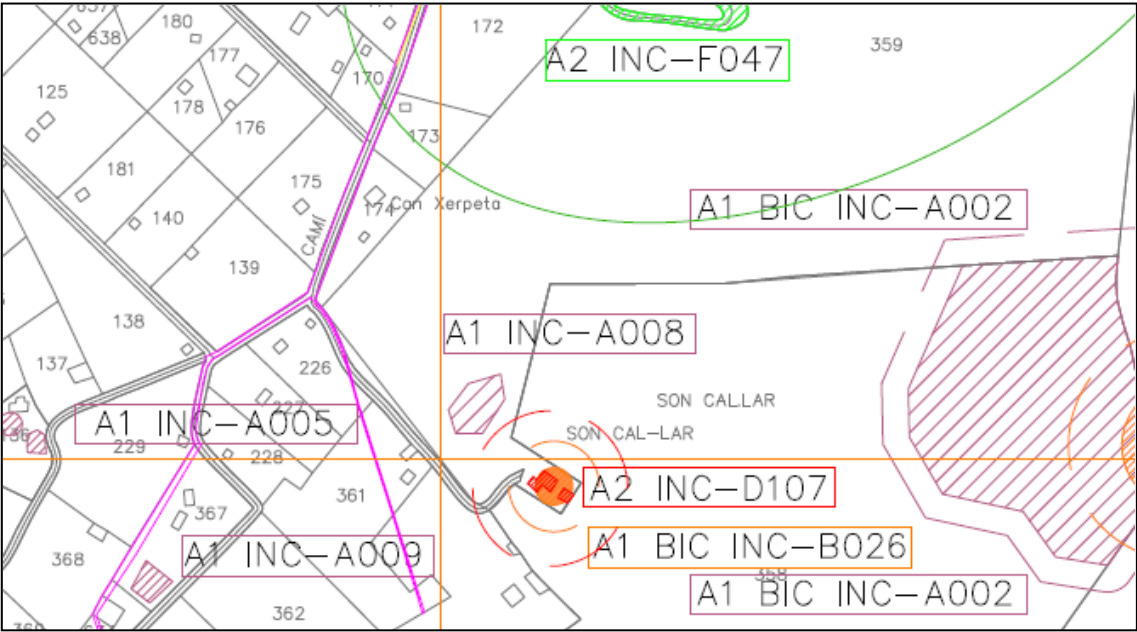 180
172
638
359
177
A2 INC-F047
170
125
178
176
173
181
175
A1 BIC INC-A002
174
Can Xerpeta
140
CAMÍ
139
138
A1 INC-A008
137
226
SON CAL.LAR
227
A1 INC-A005
SON CAL-LAR
229
228
A2 INC-D107
361
367
A1 BIC INC-B026
A1 INC-A009
368
A1 BIC INC-A002
362